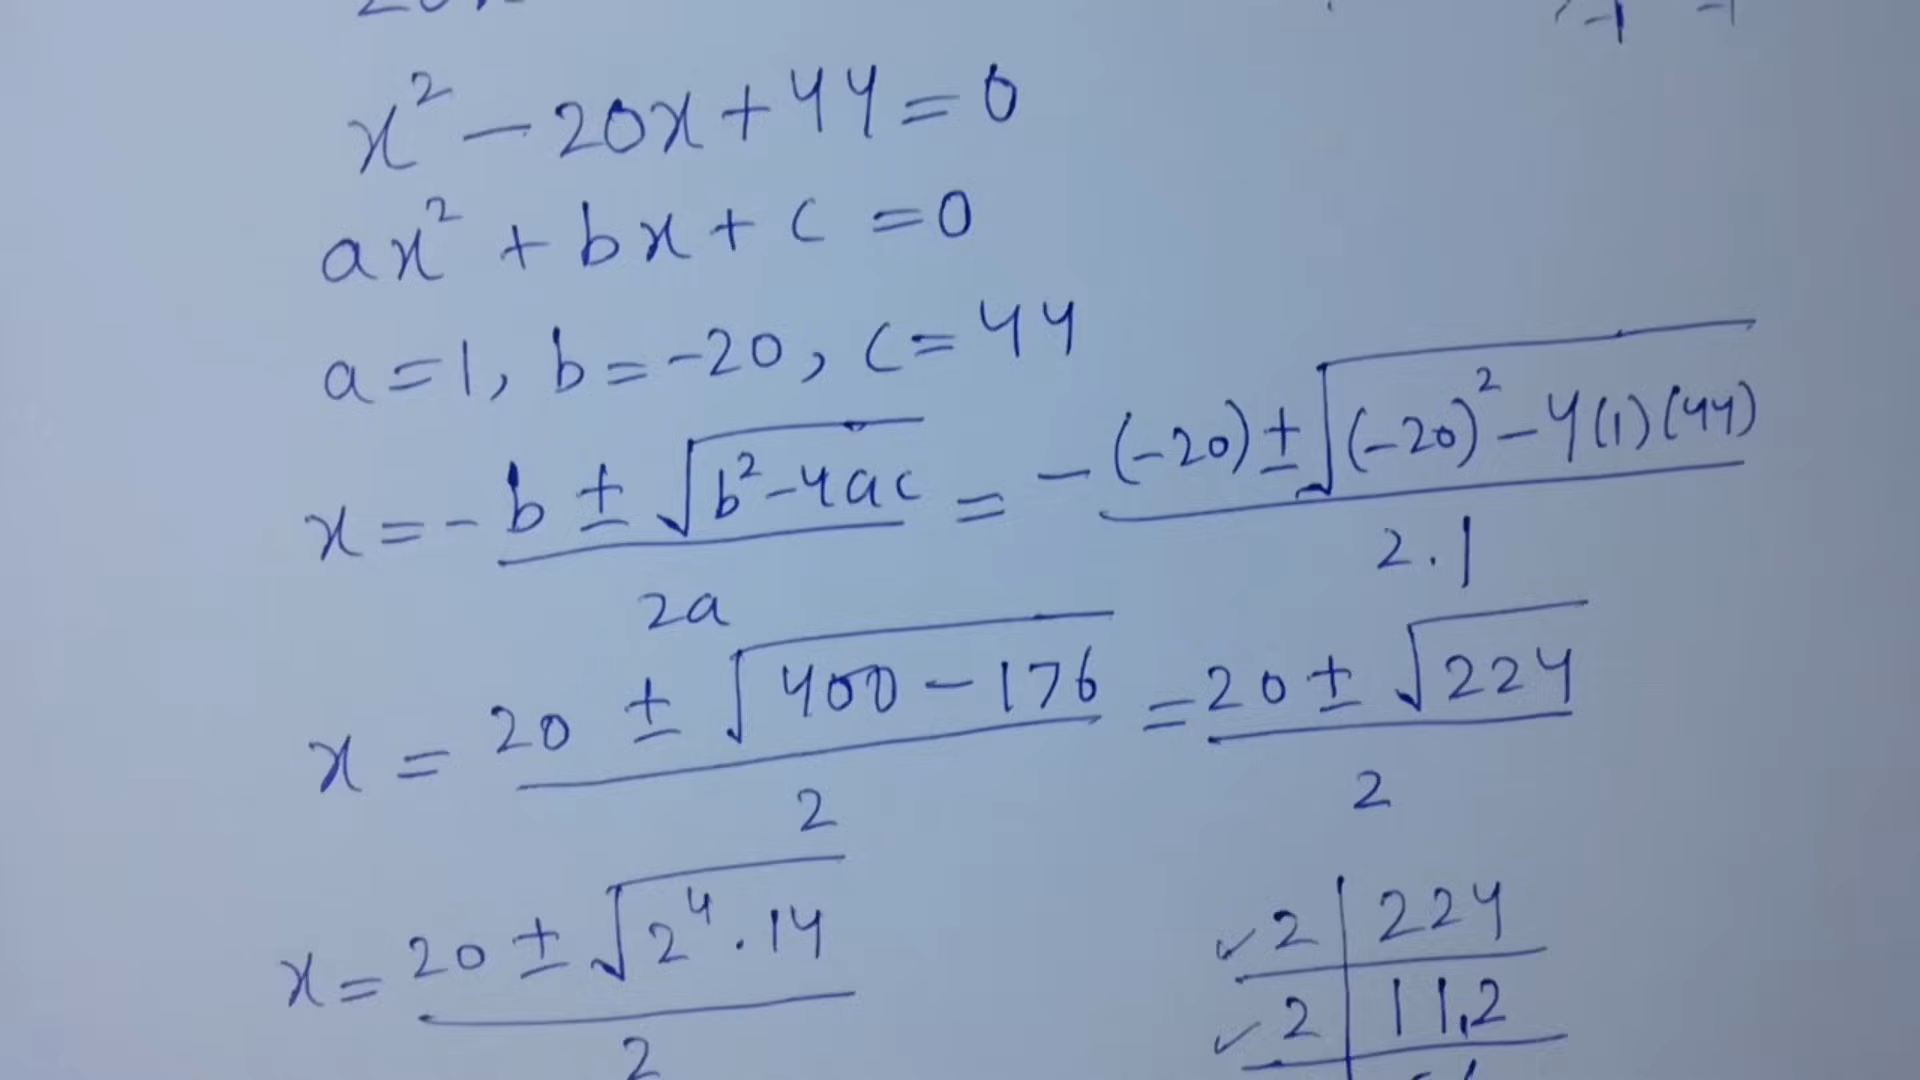 x² - 20x + 44 = 0
ax² + bx + c = 0
a = 1, b = -20, c = 44
x = -b ± √(b² - 4ac) / 2a = -(-20) ± √((-20)² - 4(1)(44)) / 2.1
x = 20 ± √(400 - 176) / 2 = 20 ± √224 / 2
x = 20 ± √(2⁴ . 14) / 2
✓ 2 | 224
✓ 2 | 112